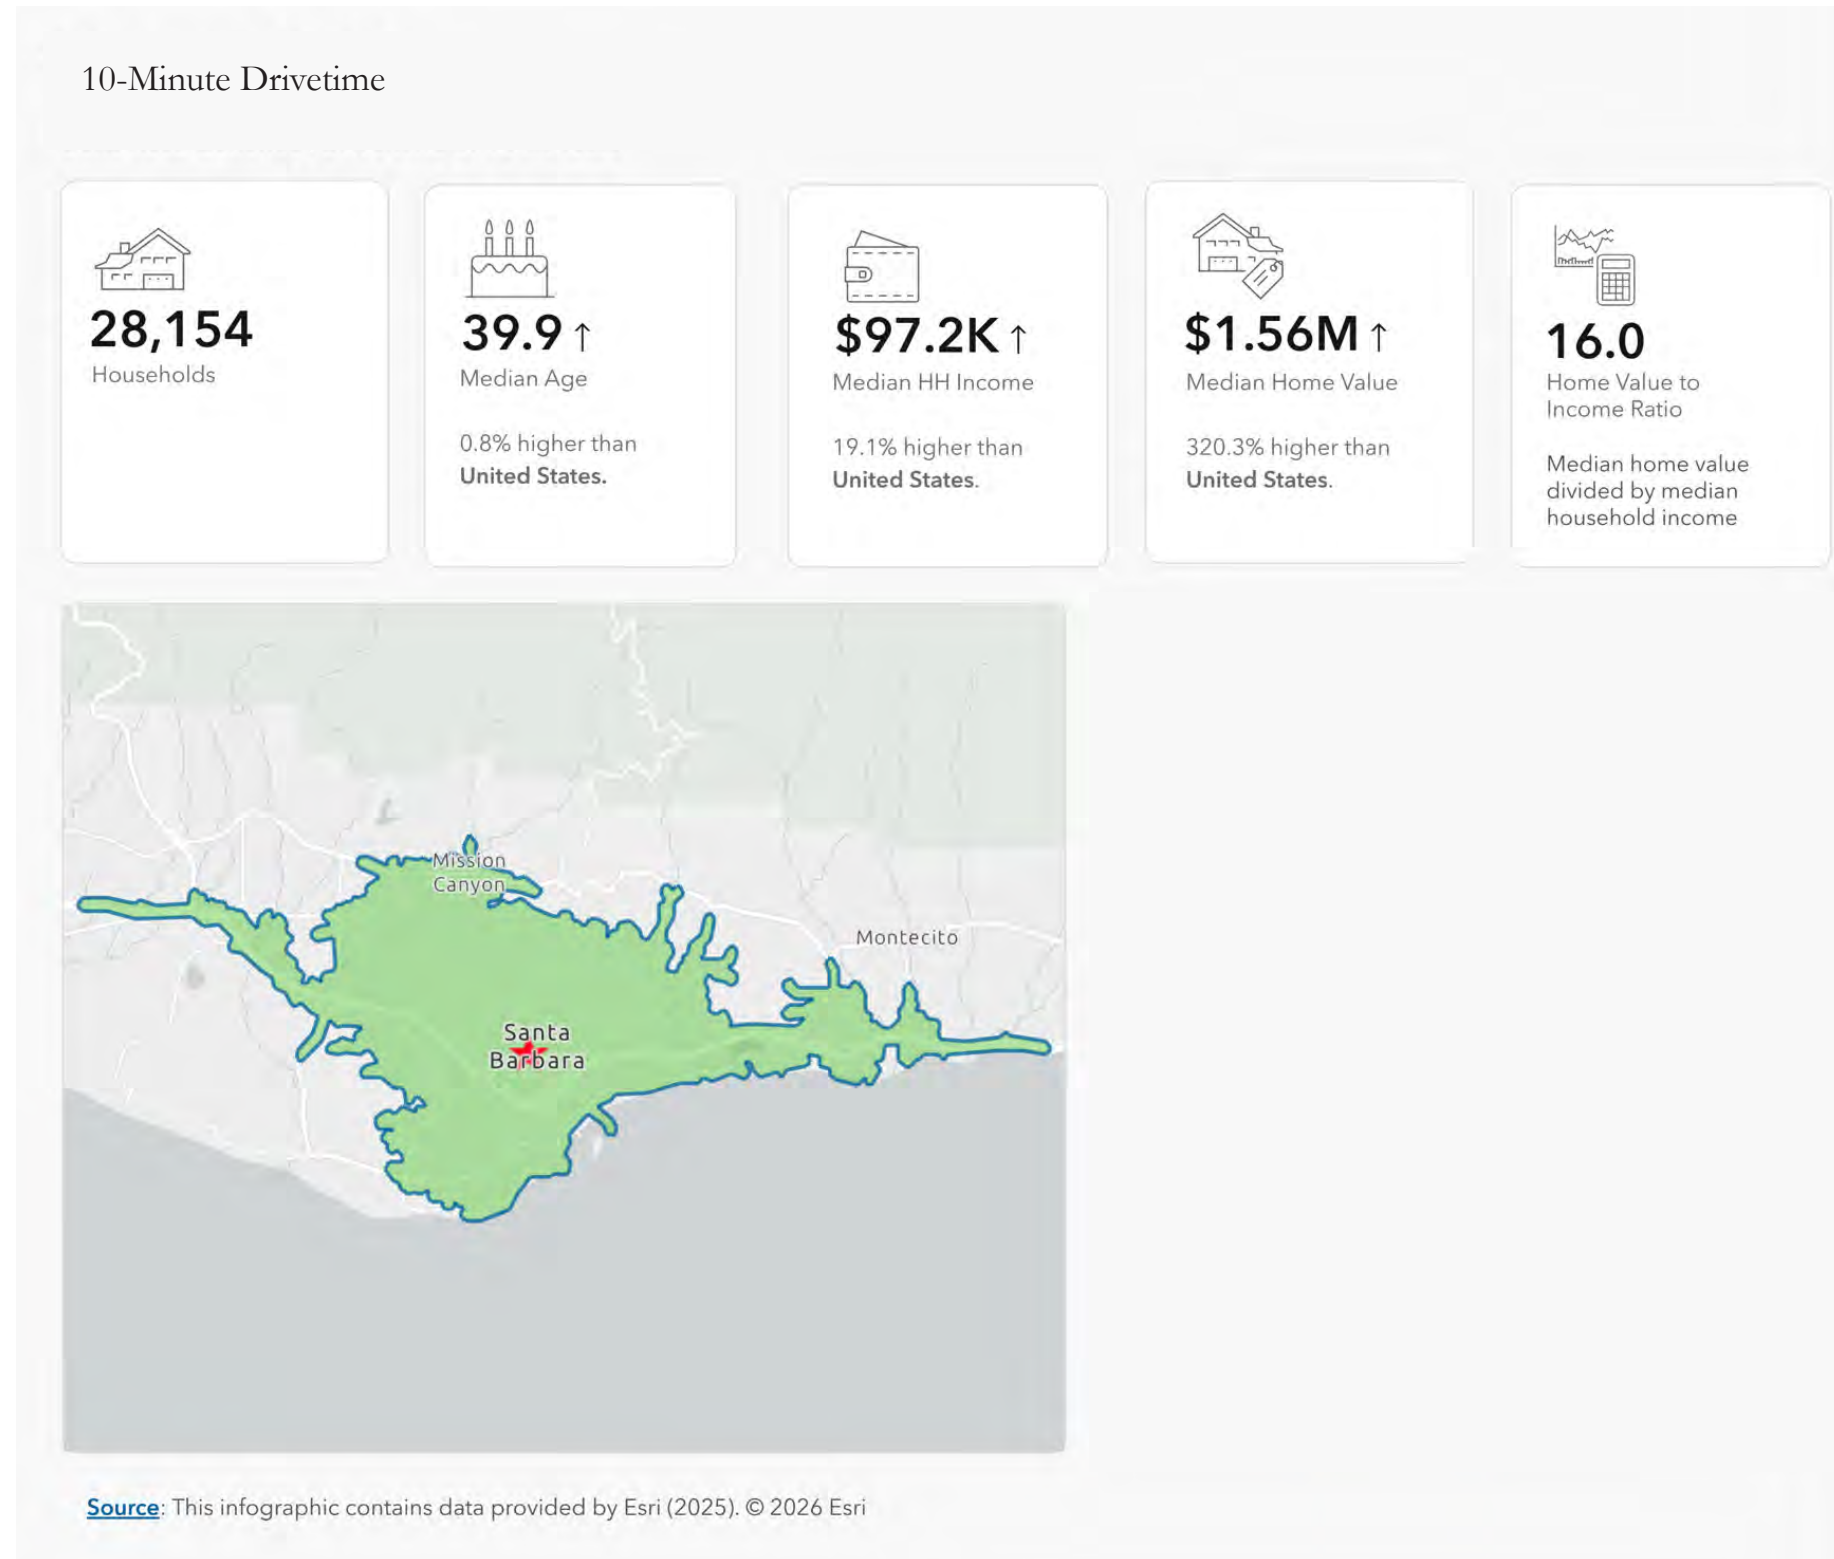 10-Minute Drivetime
28,154
Households
39.9 ↑
Median Age
0.8% higher than
United States.
$97.2K ↑
Median HH Income
19.1% higher than
United States.
$1.56M ↑
Median Home Value
320.3% higher than
United States.
16.0
Home Value to
Income Ratio
Median home value
divided by median
household income
Mission
Canyon
Montecito
Santa
Barbara
Source: This infographic contains data provided by Esri (2025). © 2026 Esri